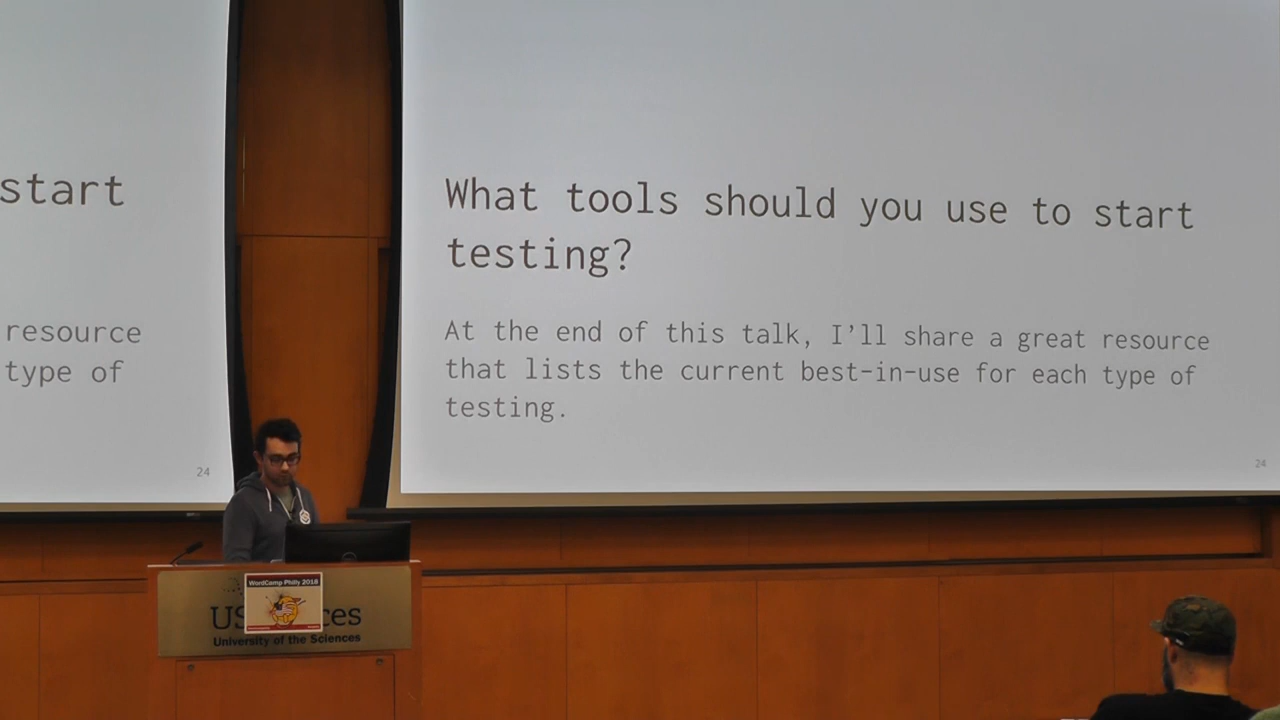 start
resource
type of
24
What tools should you use to start
testing?
At the end of this talk, I'll share a great resource
that lists the current best-in-use for each type of
testing.
24
WordCamp Philly 2018
US ces
University of the Sciences